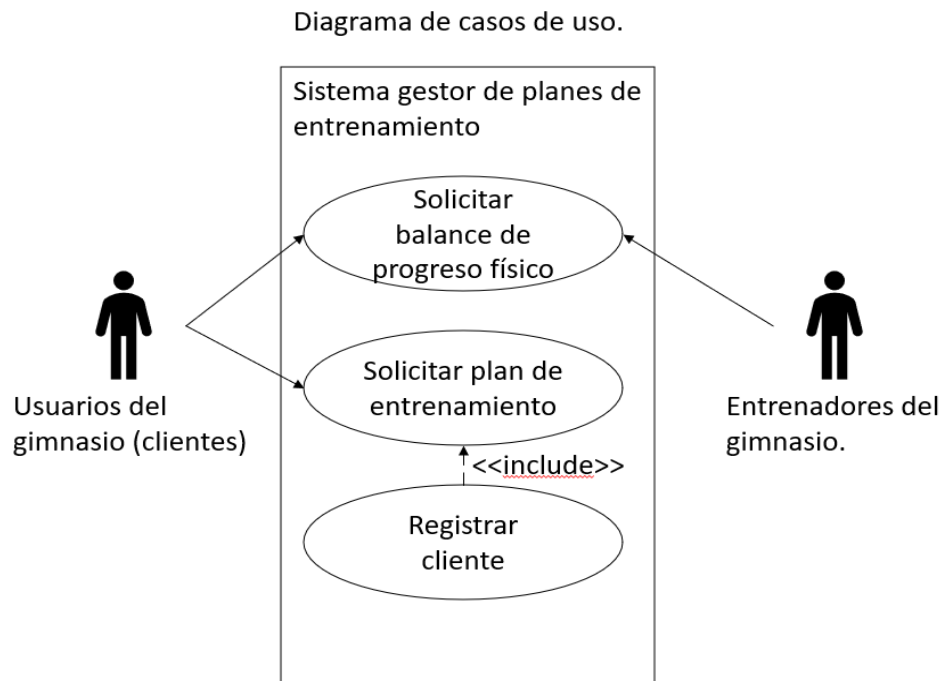 Diagrama de casos de uso.
Sistema gestor de planes de
entrenamiento
Solicitar
balance de
progreso físico
Solicitar plan de
entrenamiento
Usuarios del
gimnasio (clientes)
Entrenadores del
gimnasio.
<<include>>
Registrar
cliente